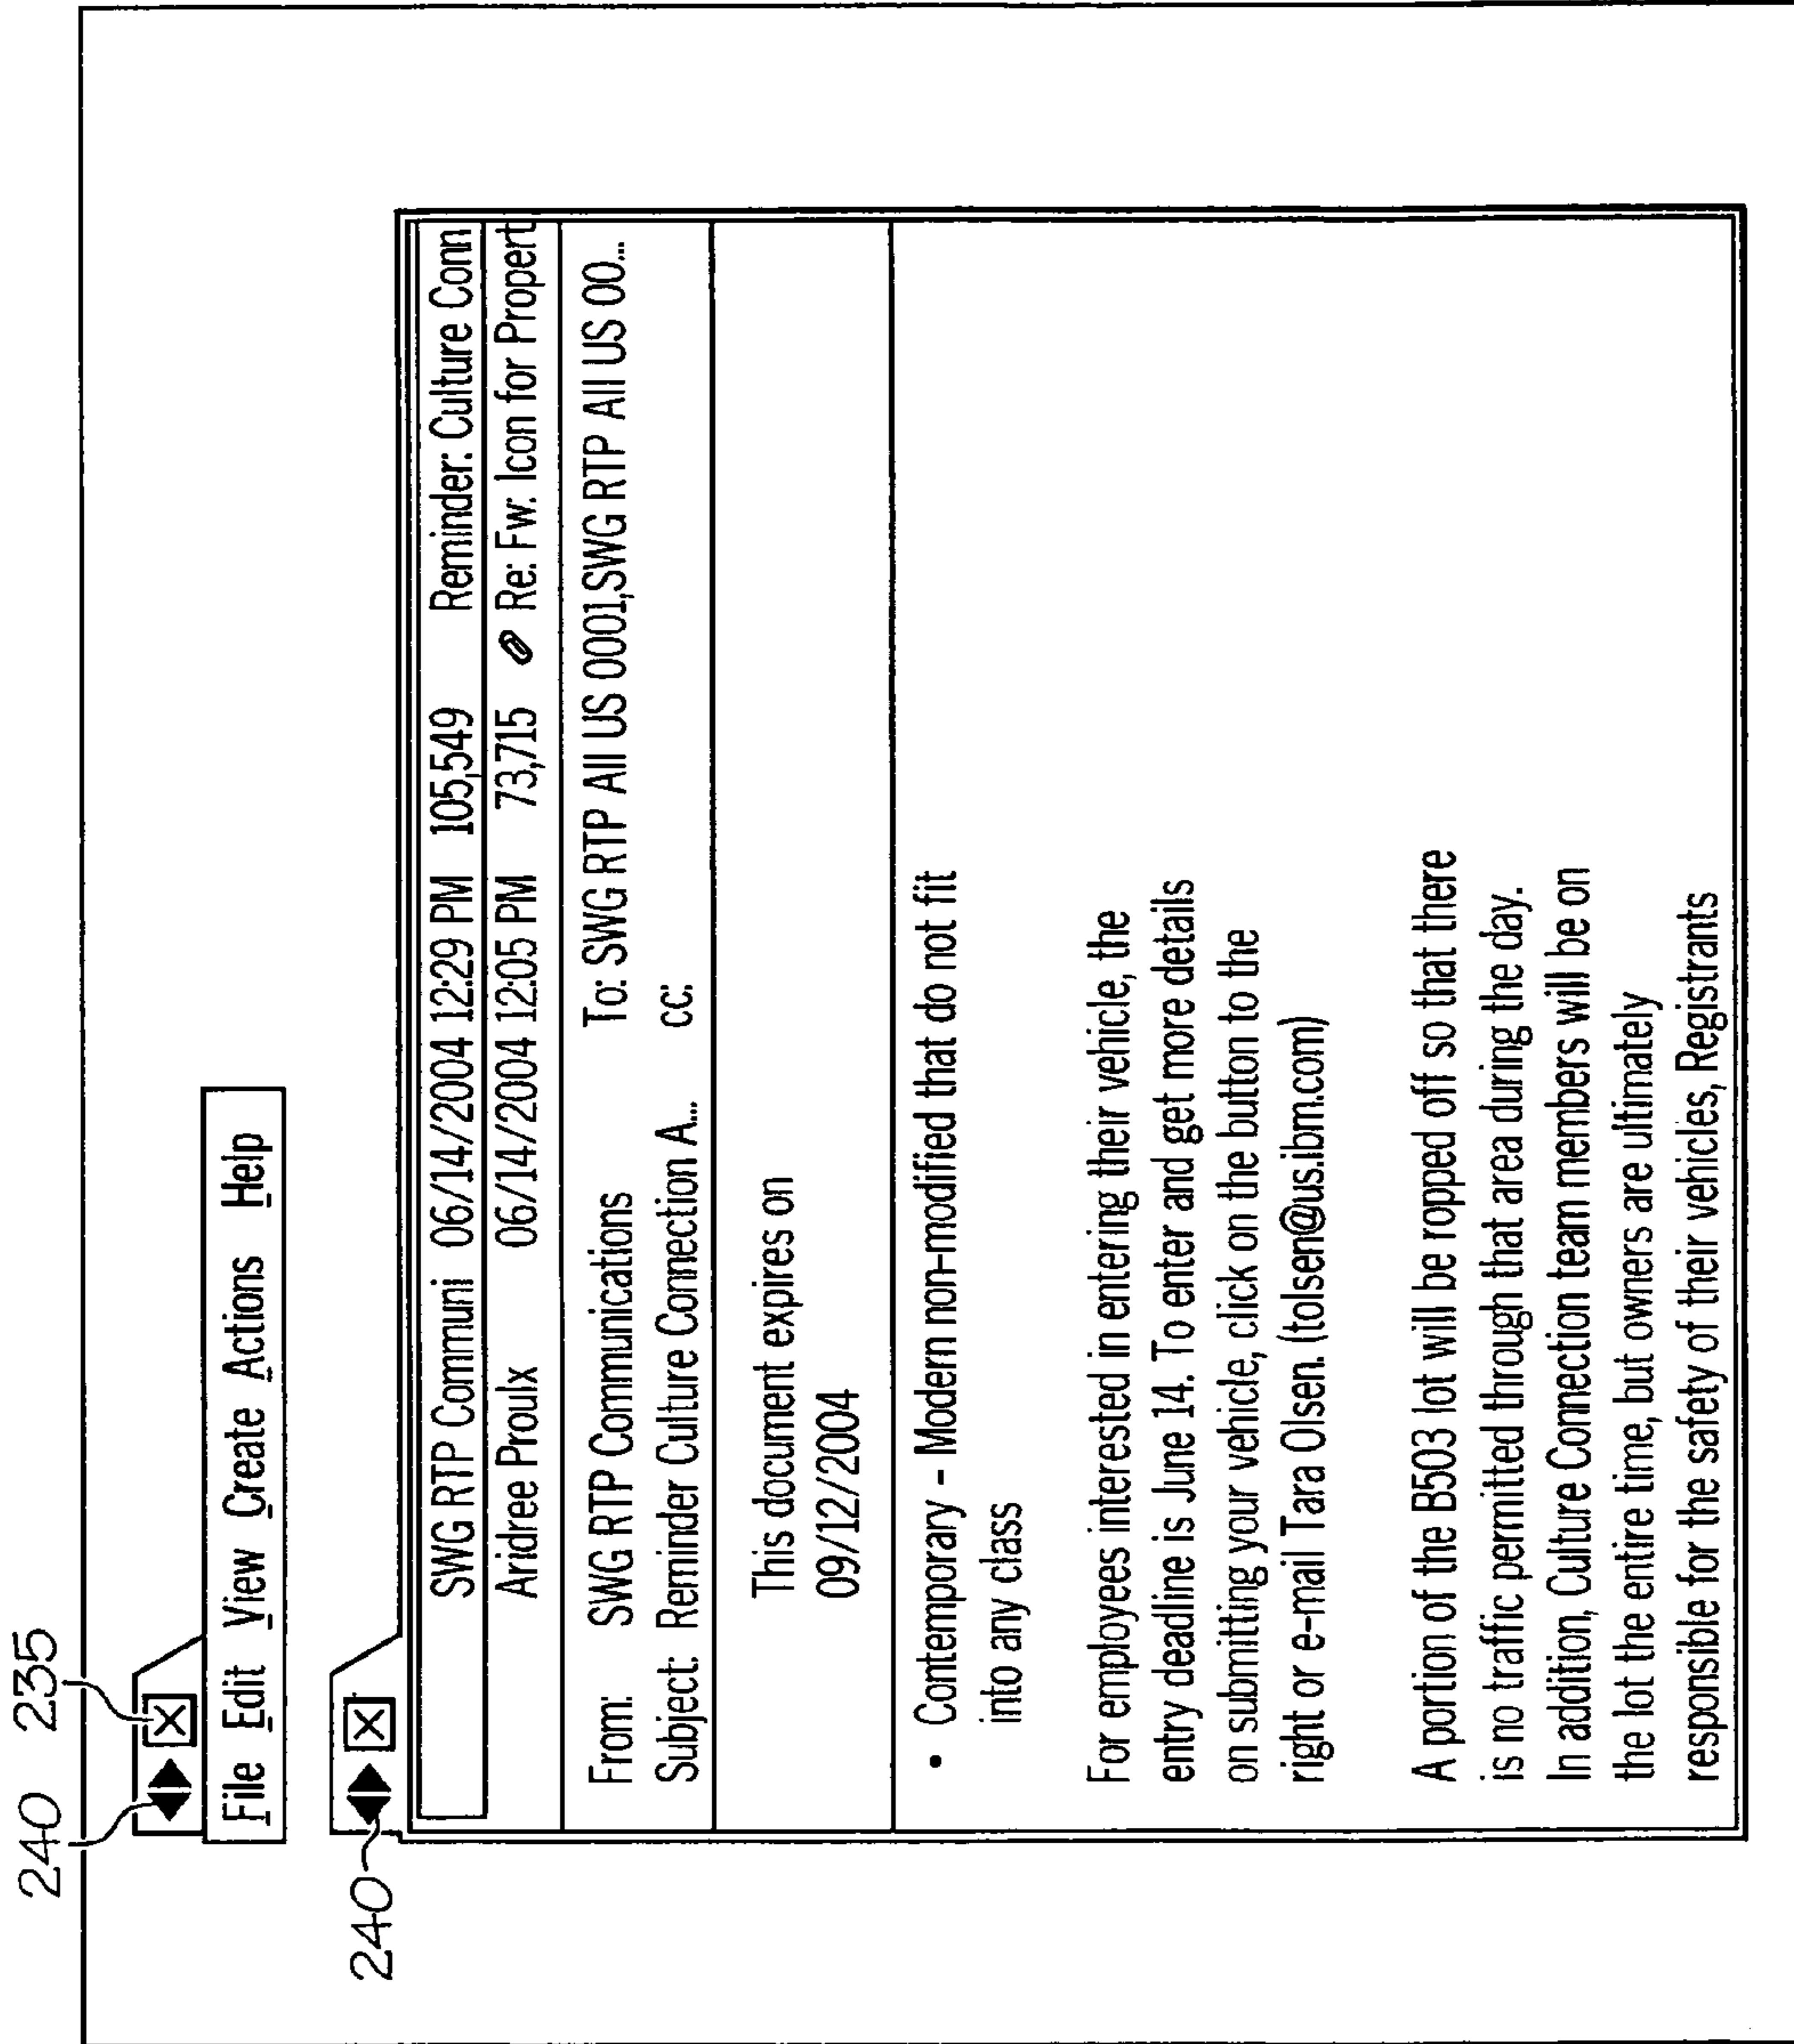 240 235
File Edit View Create Actions Help
240
SWG RTP Communi 06/14/2004 12:29 PM 105,549 Reminder: Culture Conn
Aridree Proulx 06/14/2004 12:05 PM 73,715 Re: Fw: Icon for Propert
From: SWG RTP Communications To: SWG RTP All US 0001,SWG RTP All US 00...
Subject: Reminder Culture Connection A... cc:
This document expires on
09/12/2004
• Contemporary - Modern non-modified that do not fit
into any class
For employees interested in entering their vehicle, the
entry deadline is June 14. To enter and get more details
on submitting your vehicle, click on the button to the
right or e-mail Tara Olsen. (tolsen@us.ibm.com)
A portion of the B503 lot will be ropped off so that there
is no traffic permitted through that area during the day.
In addition, Culture Connection team members will be on
the lot the entire time, but owners are ultimately
responsible for the safety of their vehicles, Registrants